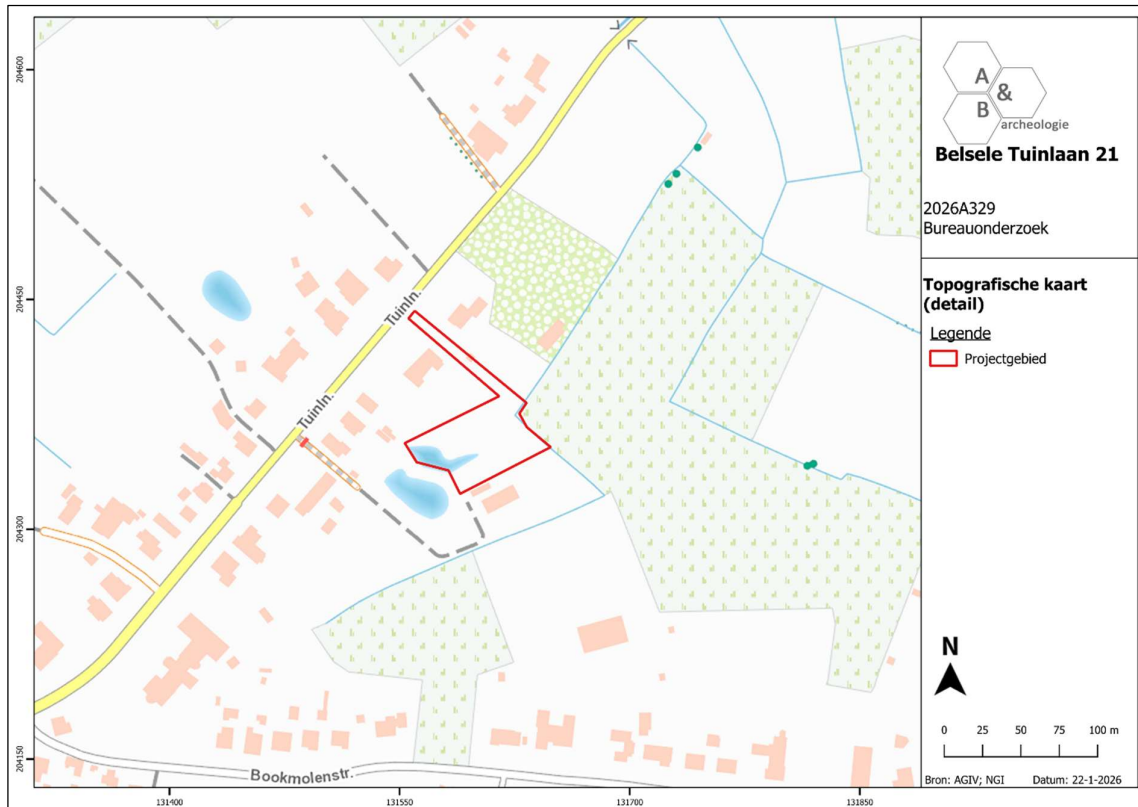 204600
204450
204300
204150
131400
131550
131700
131850
Tuinln.
Tuinln.
Bookmolenstr.
A
&
B
archeologie
Belsele Tuinlaan 21
2026A329
Bureauonderzoek
Topografische kaart
(detail)
Legende
Projectgebied
N
0 25 50 75 100 m
Bron: AGIV; NGI Datum: 22-1-2026